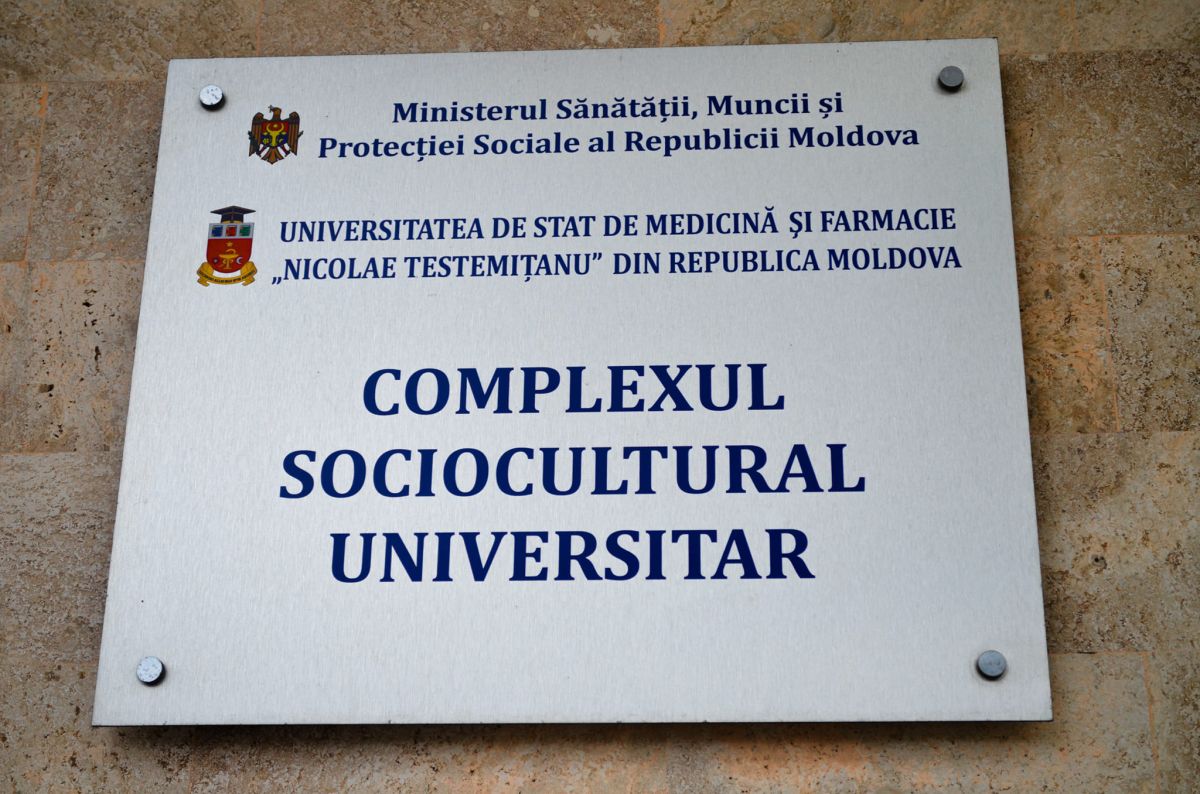 Ministerul Sănătății, Muncii și
Protecției Sociale al Republicii Moldova
UNIVERSITATEA DE STAT DE MEDICINĂ ȘI FARMACIE
„NICOLAE TESTEMIȚANU” DIN REPUBLICA MOLDOVA
COMPLEXUL
SOCIOCULTURAL
UNIVERSITAR